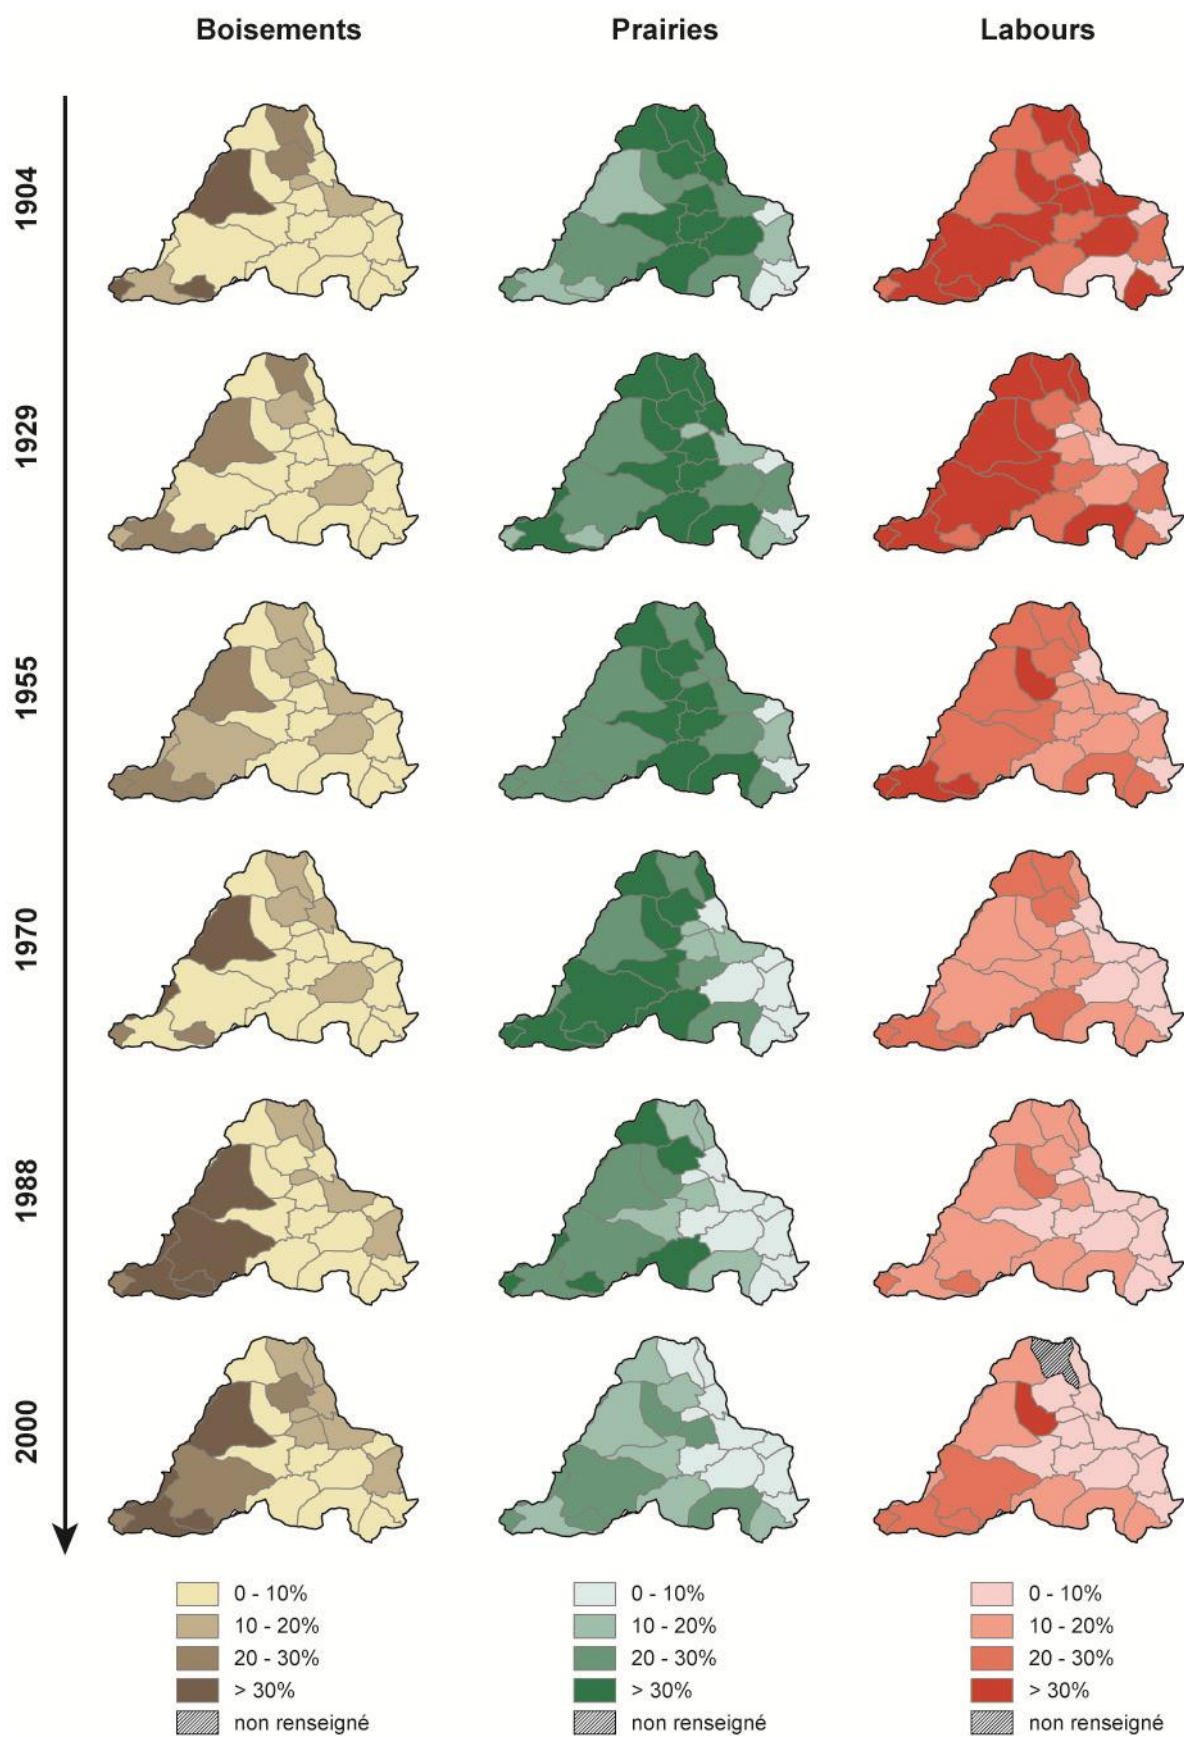 Boisements Prairies Labours
1904
1929
1955
1970
1988
2000
0 - 10% 0 - 10% 0 - 10%
10 - 20% 10 - 20% 10 - 20%
20 - 30% 20 - 30% 20 - 30%
> 30% > 30% > 30%
non renseigné non renseigné non renseigné